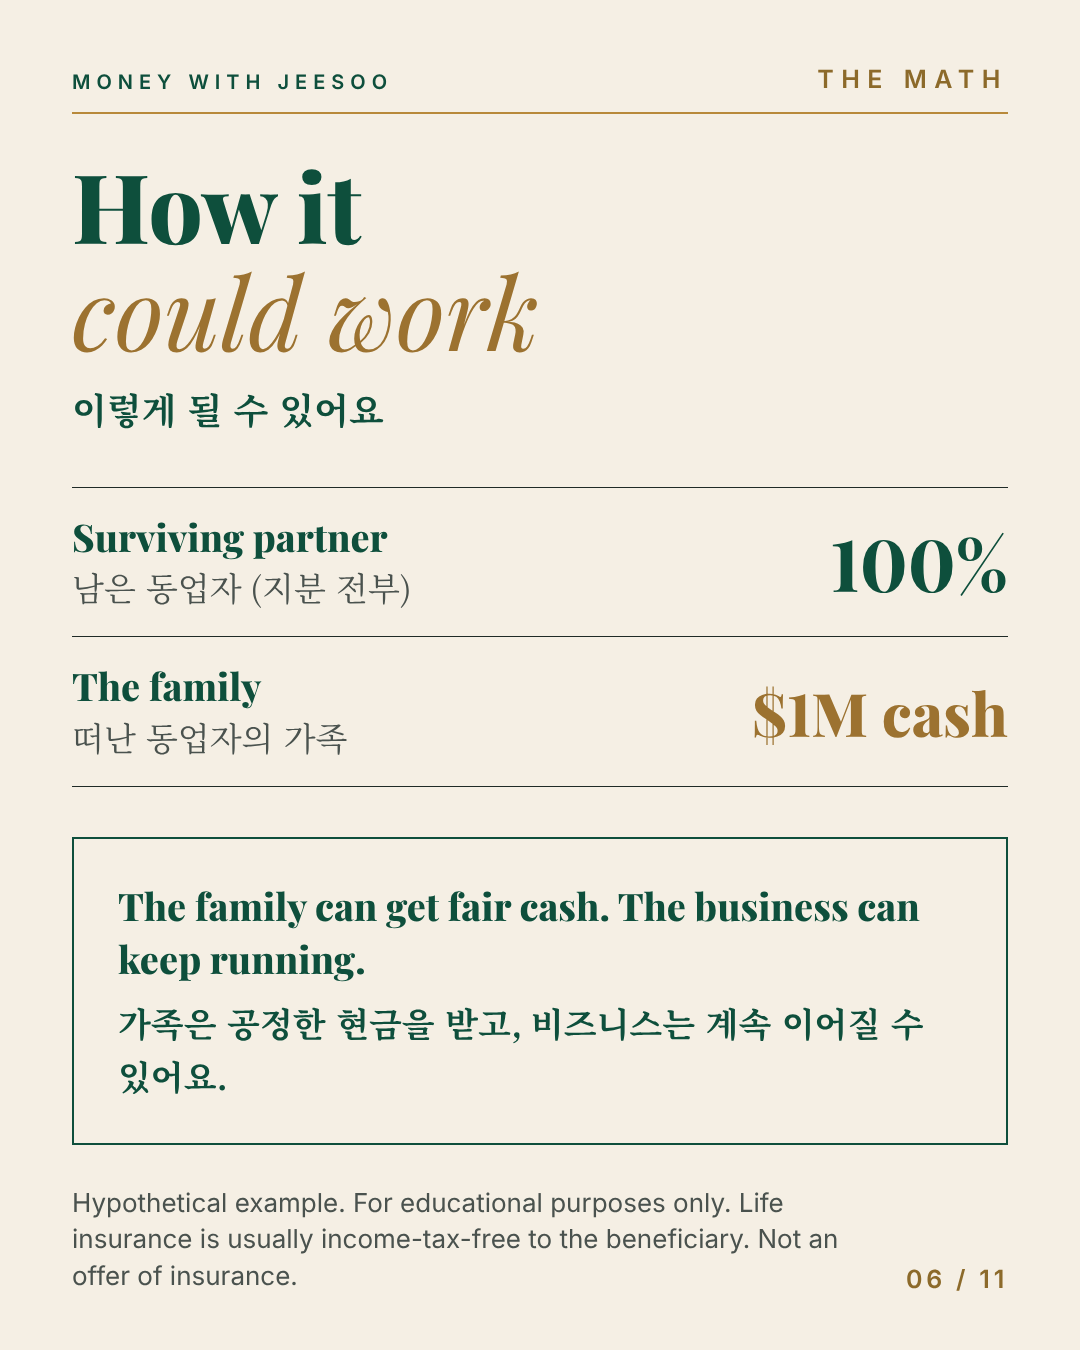 MONEY WITH JEESOO
THE MATH
How it
could work
이렇게 될 수 있어요
Surviving partner
남은 동업자 (지분 전부)
100%
The family
떠난 동업자의 가족
$1M cash
The family can get fair cash. The business can
keep running.
가족은 공정한 현금을 받고, 비즈니스는 계속 이어질 수
있어요.
Hypothetical example. For educational purposes only. Life
insurance is usually income-tax-free to the beneficiary. Not an
offer of insurance.
06 / 11